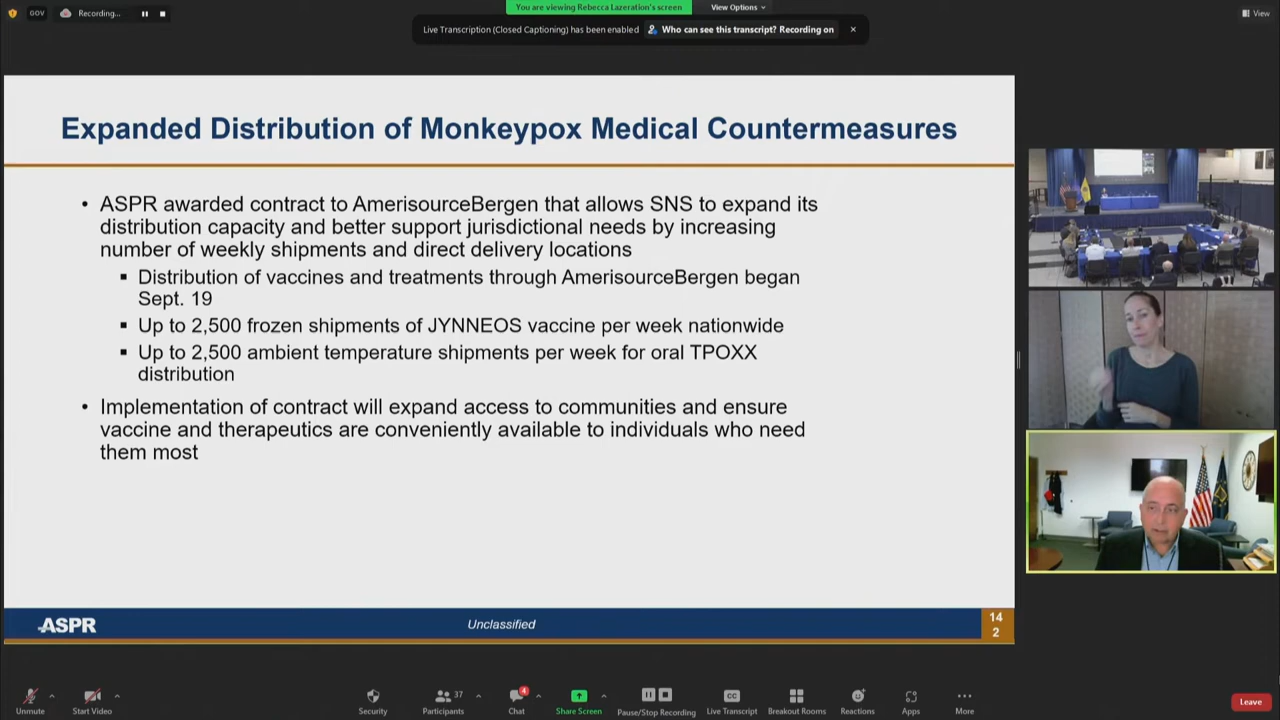 GOV
Recording...
You are viewing Rebecca Lazeration's screen
View Options
View
Live Transcription (Closed Captioning) has been enabled
Who can see this transcript? Recording on
Expanded Distribution of Monkeypox Medical Countermeasures
• ASPR awarded contract to AmerisourceBergen that allows SNS to expand its
distribution capacity and better support jurisdictional needs by increasing
number of weekly shipments and direct delivery locations
▪ Distribution of vaccines and treatments through AmerisourceBergen began
Sept. 19
▪ Up to 2,500 frozen shipments of JYNNEOS vaccine per week nationwide
▪ Up to 2,500 ambient temperature shipments per week for oral TPOXX
distribution
• Implementation of contract will expand access to communities and ensure
vaccine and therapeutics are conveniently available to individuals who need
them most
ASPR
Unclassified
14
2
Unmute
Start Video
Security
Participants
37
Chat
4
Share Screen
Pause/Stop Recording
CC
Live Transcript
Breakout Rooms
Reactions
Apps
More
Leave